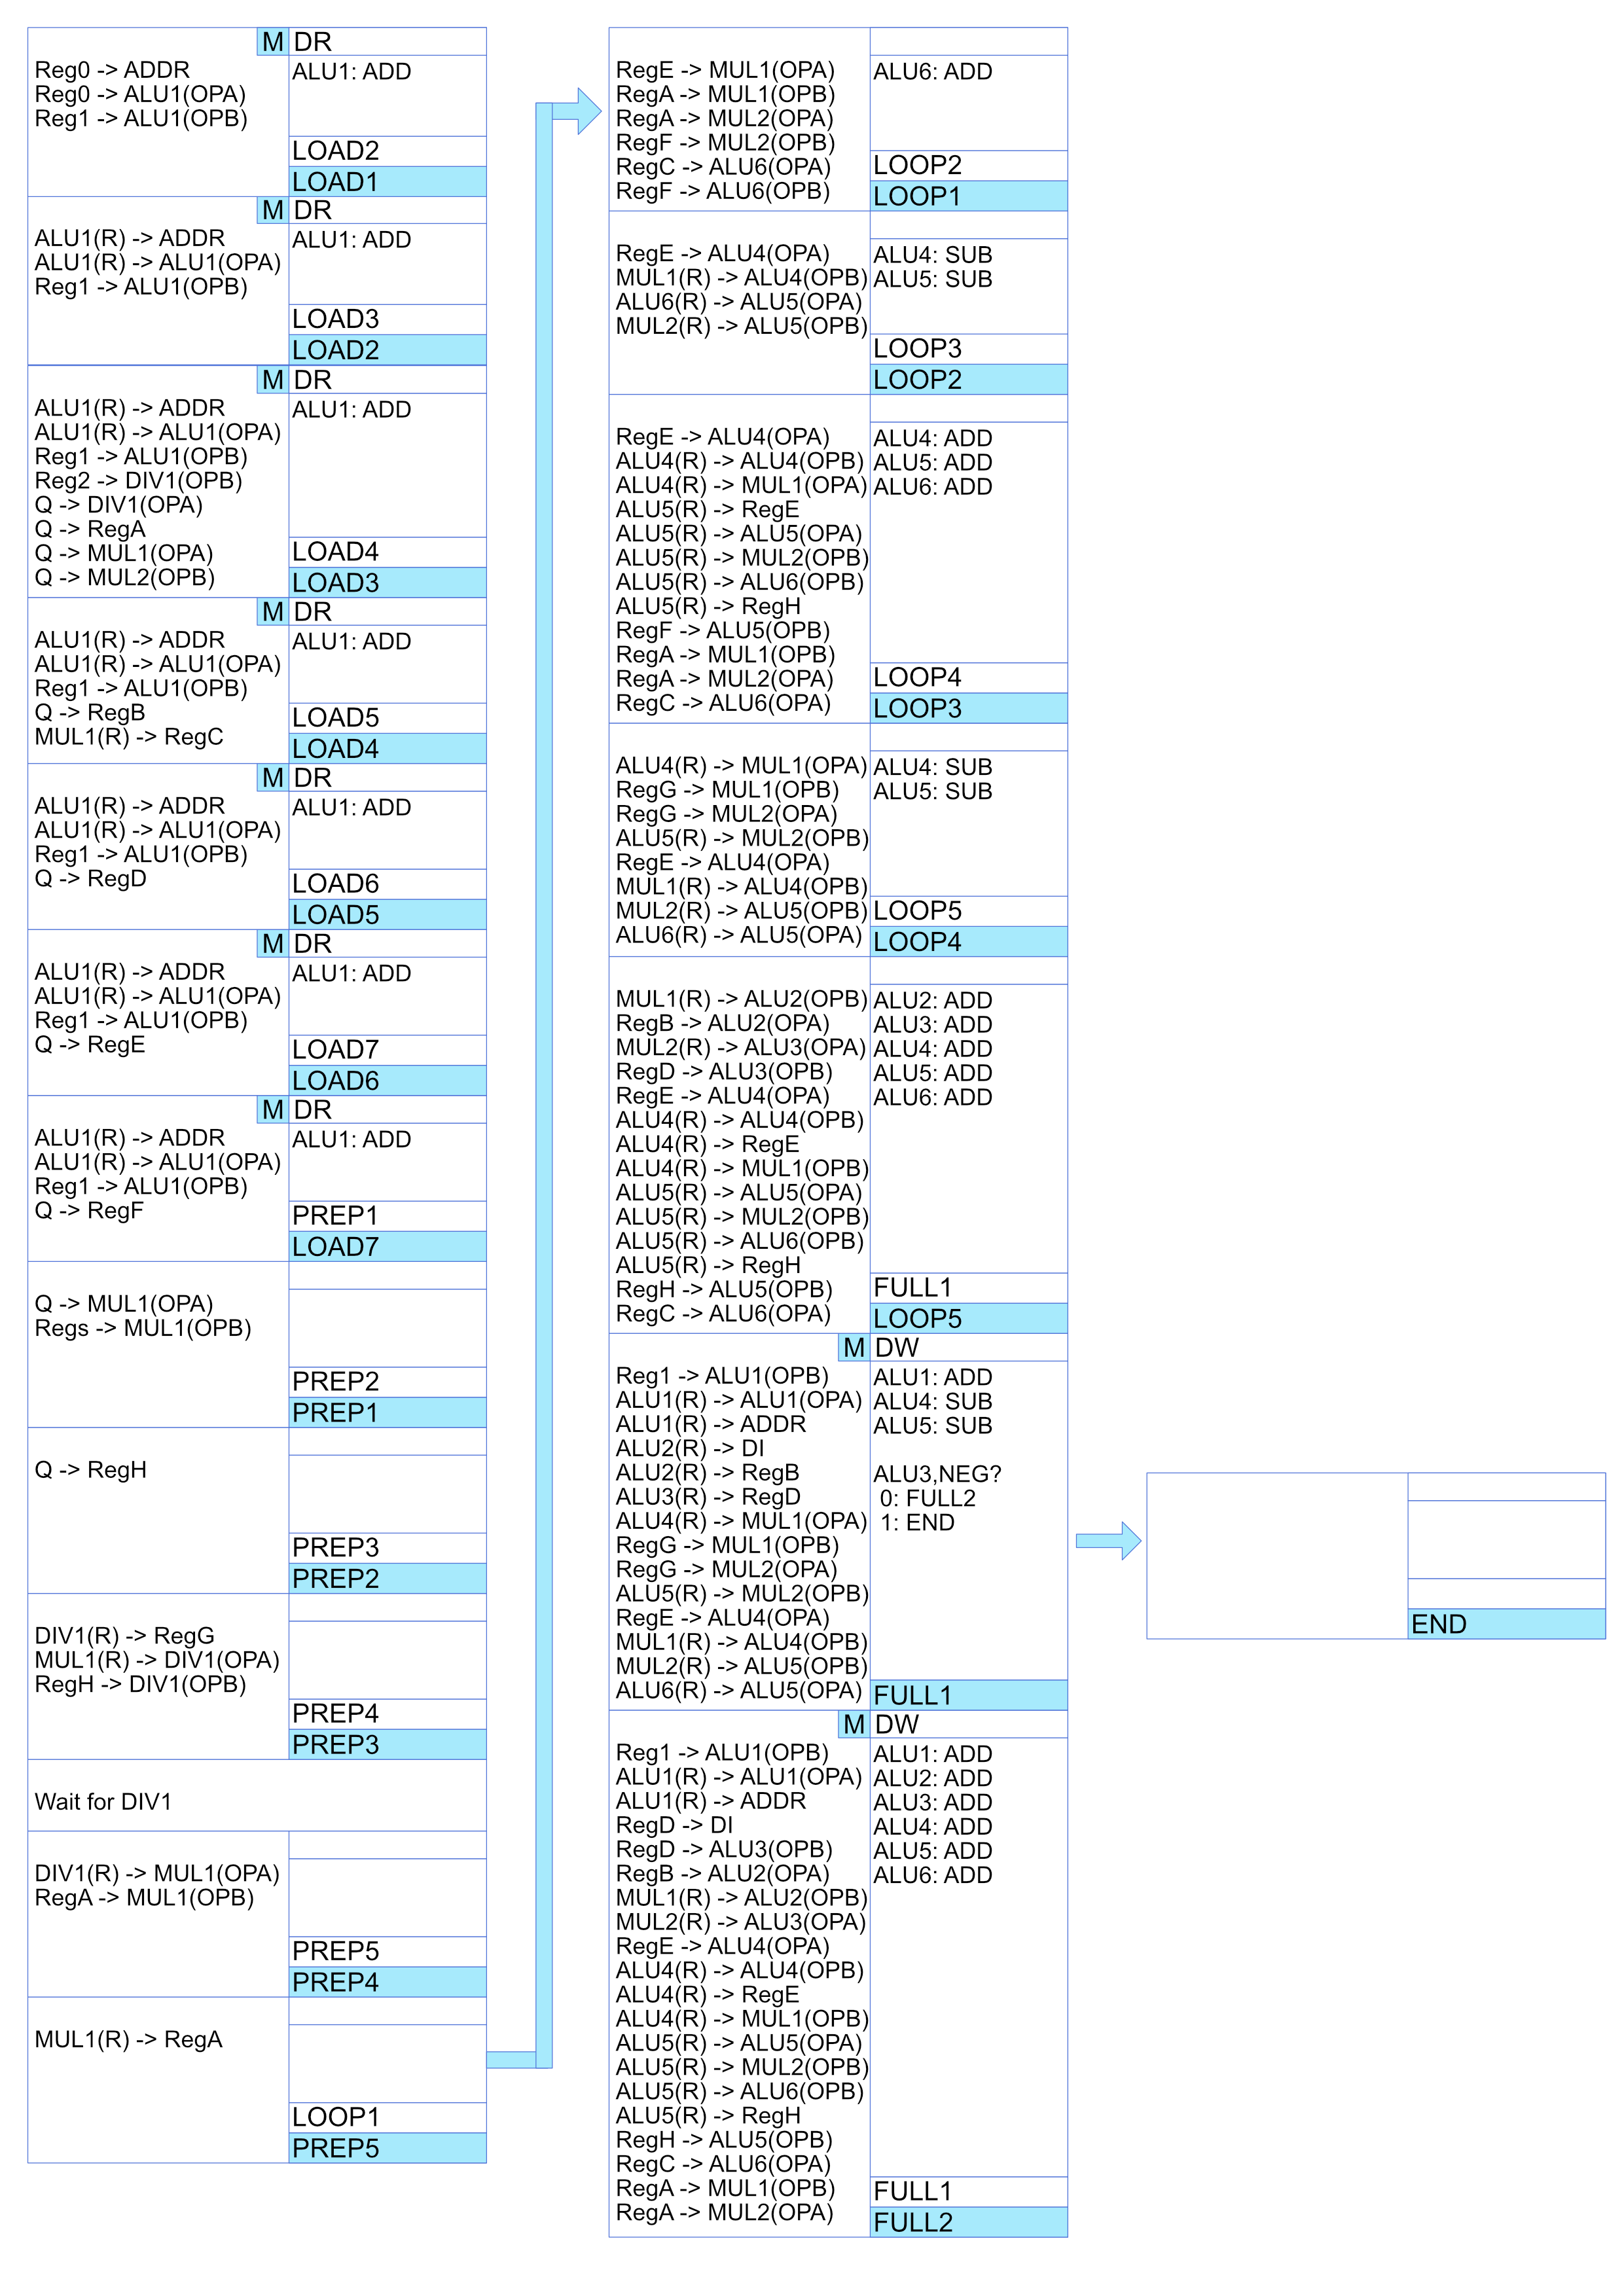 M DR
Reg0 -> ADDR
Reg0 -> ALU1(OPA)
Reg1 -> ALU1(OPB)
ALU1: ADD
LOAD2
LOAD1
M DR
ALU1(R) -> ADDR
ALU1(R) -> ALU1(OPA)
Reg1 -> ALU1(OPB)
ALU1: ADD
LOAD3
LOAD2
M DR
ALU1(R) -> ADDR
ALU1(R) -> ALU1(OPA)
Reg1 -> ALU1(OPB)
Reg2 -> DIV1(OPB)
Q -> DIV1(OPA)
Q -> RegA
Q -> MUL1(OPA)
Q -> MUL2(OPB)
ALU1: ADD
LOAD4
LOAD3
M DR
ALU1(R) -> ADDR
ALU1(R) -> ALU1(OPA)
Reg1 -> ALU1(OPB)
Q -> RegB
MUL1(R) -> RegC
ALU1: ADD
LOAD5
LOAD4
M DR
ALU1(R) -> ADDR
ALU1(R) -> ALU1(OPA)
Reg1 -> ALU1(OPB)
Q -> RegD
ALU1: ADD
LOAD6
LOAD5
M DR
ALU1(R) -> ADDR
ALU1(R) -> ALU1(OPA)
Reg1 -> ALU1(OPB)
Q -> RegE
ALU1: ADD
LOAD7
LOAD6
M DR
ALU1(R) -> ADDR
ALU1(R) -> ALU1(OPA)
Reg1 -> ALU1(OPB)
Q -> RegF
ALU1: ADD
PREP1
LOAD7
Q -> MUL1(OPA)
Regs -> MUL1(OPB)
PREP2
PREP1
Q -> RegH
PREP3
PREP2
DIV1(R) -> RegG
MUL1(R) -> DIV1(OPA)
RegH -> DIV1(OPB)
PREP4
PREP3
Wait for DIV1
DIV1(R) -> MUL1(OPA)
RegA -> MUL1(OPB)
PREP5
PREP4
MUL1(R) -> RegA
LOOP1
PREP5
RegE -> MUL1(OPA)
RegA -> MUL1(OPB)
RegA -> MUL2(OPA)
RegF -> MUL2(OPB)
RegC -> ALU6(OPA)
RegF -> ALU6(OPB)
ALU6: ADD
LOOP2
LOOP1
RegE -> ALU4(OPA)
MUL1(R) -> ALU4(OPB)
ALU6(R) -> ALU5(OPA)
MUL2(R) -> ALU5(OPB)
ALU4: SUB
ALU5: SUB
LOOP3
LOOP2
RegE -> ALU4(OPA)
ALU4(R) -> ALU4(OPB)
ALU4(R) -> MUL1(OPA)
ALU5(R) -> RegE
ALU5(R) -> ALU5(OPA)
ALU5(R) -> MUL2(OPB)
ALU5(R) -> ALU6(OPB)
ALU5(R) -> RegH
RegF -> ALU5(OPB)
RegA -> MUL1(OPB)
RegA -> MUL2(OPA)
RegC -> ALU6(OPA)
ALU4: ADD
ALU5: ADD
ALU6: ADD
LOOP4
LOOP3
ALU4(R) -> MUL1(OPA)
RegG -> MUL1(OPB)
RegG -> MUL2(OPA)
ALU5(R) -> MUL2(OPB)
RegE -> ALU4(OPA)
MUL1(R) -> ALU4(OPB)
MUL2(R) -> ALU5(OPB)
ALU6(R) -> ALU5(OPA)
ALU4: SUB
ALU5: SUB
LOOP5
LOOP4
MUL1(R) -> ALU2(OPB)
RegB -> ALU2(OPA)
MUL2(R) -> ALU3(OPA)
RegD -> ALU3(OPB)
RegE -> ALU4(OPA)
ALU4(R) -> ALU4(OPB)
ALU4(R) -> RegE
ALU4(R) -> MUL1(OPB)
ALU5(R) -> ALU5(OPA)
ALU5(R) -> MUL2(OPB)
ALU5(R) -> ALU6(OPB)
ALU5(R) -> RegH
RegH -> ALU5(OPB)
RegC -> ALU6(OPA)
ALU2: ADD
ALU3: ADD
ALU4: ADD
ALU5: ADD
ALU6: ADD
FULL1
LOOP5
M DW
Reg1 -> ALU1(OPB)
ALU1(R) -> ALU1(OPA)
ALU1(R) -> ADDR
ALU2(R) -> DI
ALU2(R) -> RegB
ALU3(R) -> RegD
ALU4(R) -> MUL1(OPA)
RegG -> MUL1(OPB)
RegG -> MUL2(OPA)
ALU5(R) -> MUL2(OPB)
RegE -> ALU4(OPA)
MUL1(R) -> ALU4(OPB)
MUL2(R) -> ALU5(OPB)
ALU6(R) -> ALU5(OPA)
ALU1: ADD
ALU4: SUB
ALU5: SUB
ALU3,NEG?
0: FULL2
1: END
FULL1
M DW
Reg1 -> ALU1(OPB)
ALU1(R) -> ALU1(OPA)
ALU1(R) -> ADDR
RegD -> DI
RegD -> ALU3(OPB)
RegB -> ALU2(OPA)
MUL1(R) -> ALU2(OPB)
MUL2(R) -> ALU3(OPA)
RegE -> ALU4(OPA)
ALU4(R) -> ALU4(OPB)
ALU4(R) -> RegE
ALU4(R) -> MUL1(OPB)
ALU5(R) -> ALU5(OPA)
ALU5(R) -> MUL2(OPB)
ALU5(R) -> ALU6(OPB)
ALU5(R) -> RegH
RegH -> ALU5(OPB)
RegC -> ALU6(OPA)
RegA -> MUL1(OPB)
RegA -> MUL2(OPA)
ALU1: ADD
ALU2: ADD
ALU3: ADD
ALU4: ADD
ALU5: ADD
ALU6: ADD
FULL1
FULL2
END